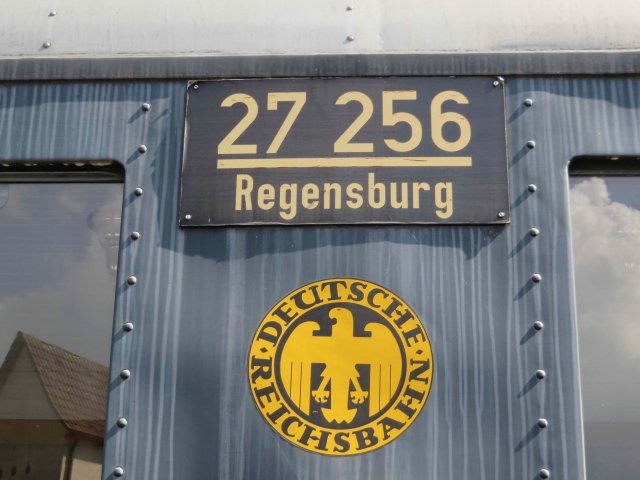 27 256
Regensburg
DEUTSCHE
REICHSBAHN